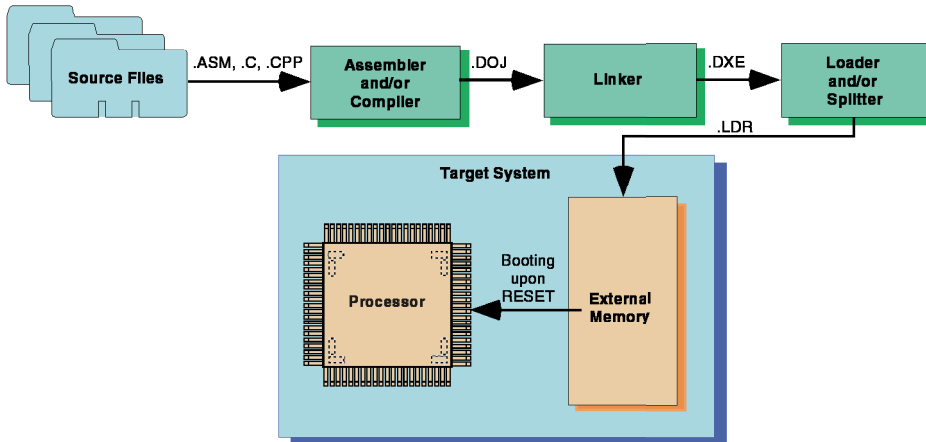 Source Files
.ASM, .C, .CPP
Assembler
and/or
Compiler
.DOJ
Linker
.DXE
Loader
and/or
Splitter
.LDR
Target System
Processor
Booting
upon
RESET
External
Memory